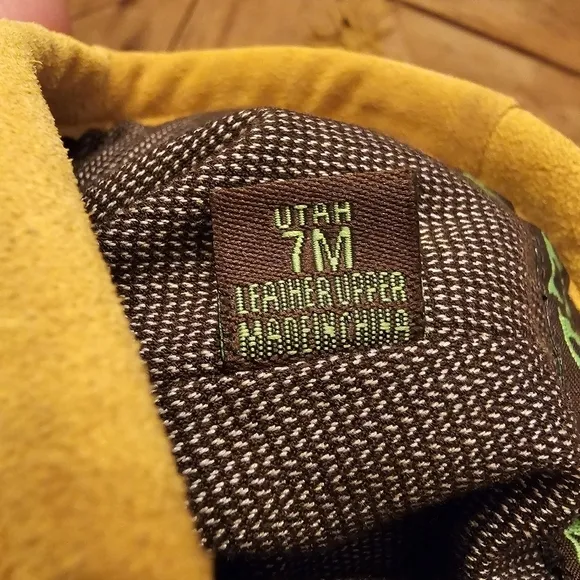 UTAH
7M
LEATHER UPPER
MADE IN CHINA